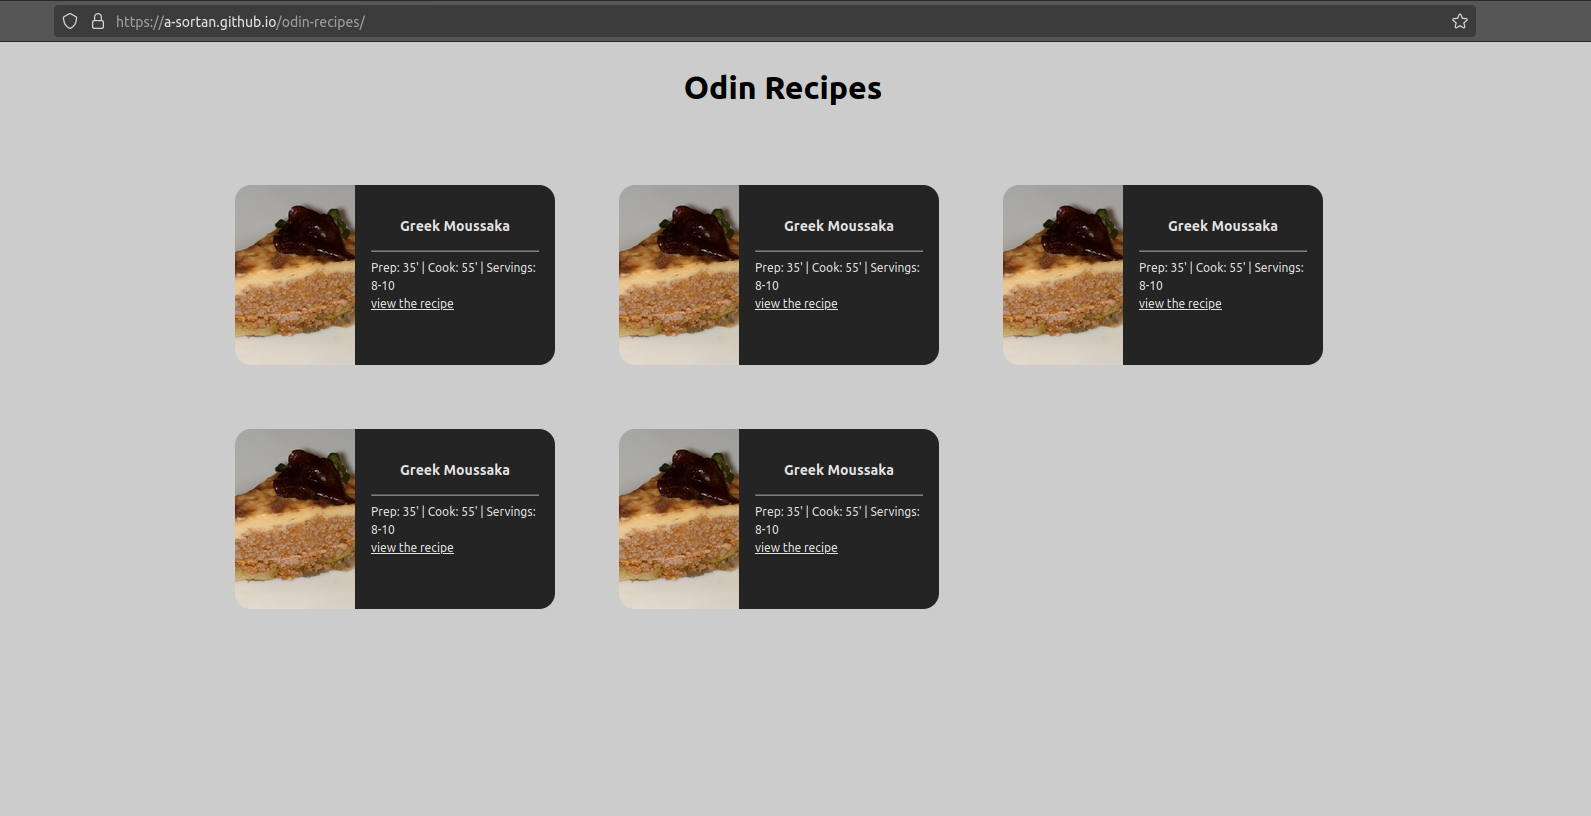 https://a-sortan.github.io/odin-recipes/
Odin Recipes
Greek Moussaka
Prep: 35' | Cook: 55' | Servings:
8-10
view the recipe
Greek Moussaka
Prep: 35' | Cook: 55' | Servings:
8-10
view the recipe
Greek Moussaka
Prep: 35' | Cook: 55' | Servings:
8-10
view the recipe
Greek Moussaka
Prep: 35' | Cook: 55' | Servings:
8-10
view the recipe
Greek Moussaka
Prep: 35' | Cook: 55' | Servings:
8-10
view the recipe